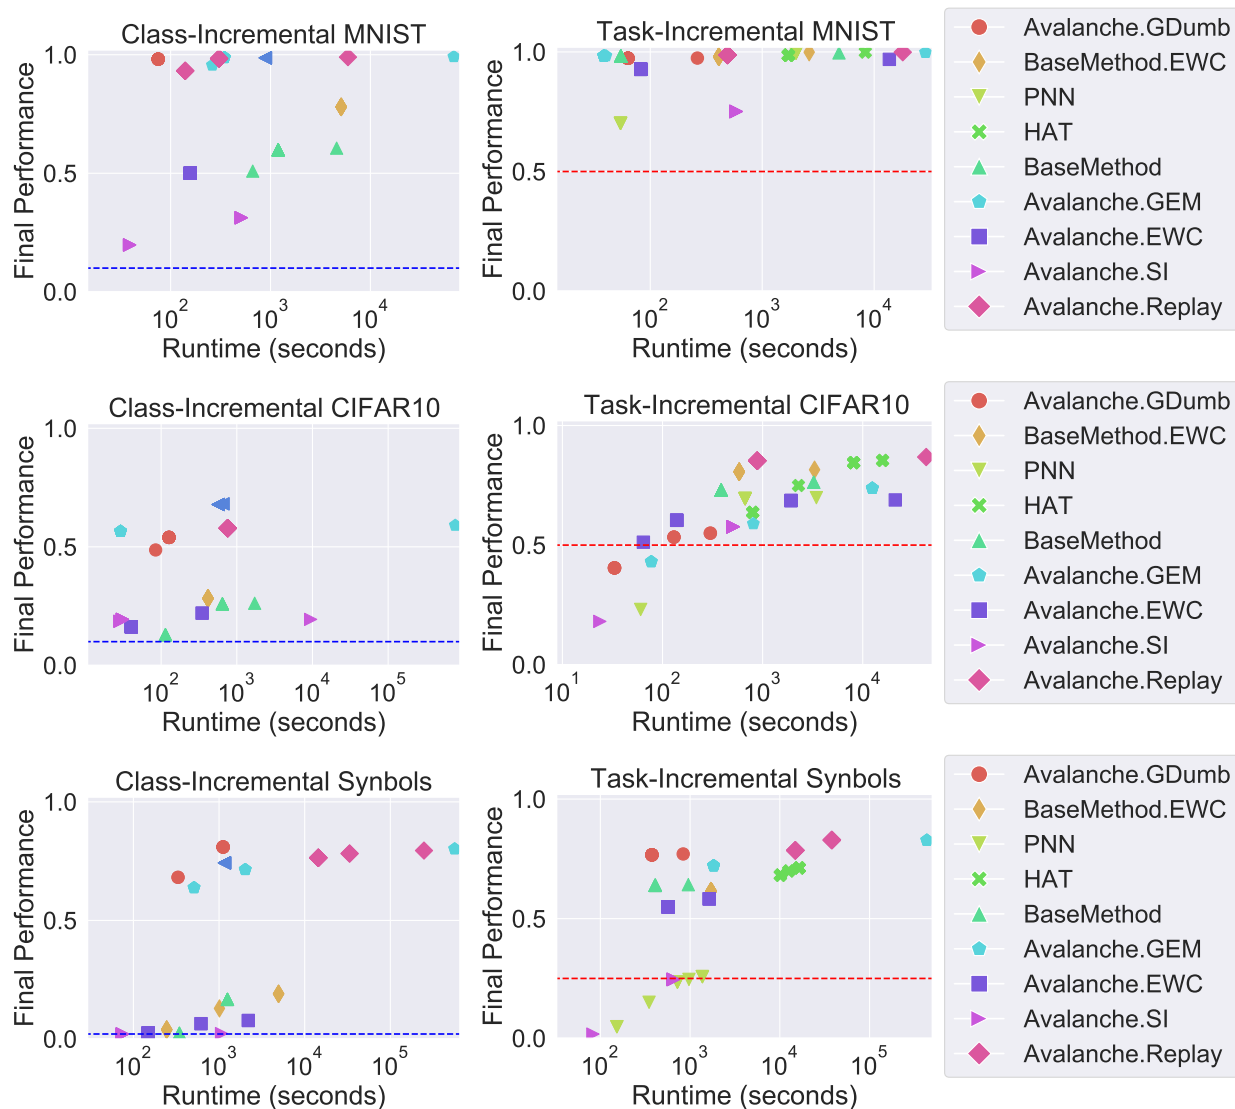 Class-Incremental MNIST
Final Performance
1.0
0.5
0.0
10^2
10^3
10^4
Runtime (seconds)
Task-Incremental MNIST
Final Performance
1.0
0.5
0.0
10^2
10^3
10^4
Runtime (seconds)
Avalanche.GDumb
BaseMethod.EWC
PNN
HAT
BaseMethod
Avalanche.GEM
Avalanche.EWC
Avalanche.SI
Avalanche.Replay
Class-Incremental CIFAR10
Final Performance
1.0
0.5
0.0
10^2
10^3
10^4
10^5
Runtime (seconds)
Task-Incremental CIFAR10
Final Performance
1.0
0.5
0.0
10^1
10^2
10^3
10^4
Runtime (seconds)
Avalanche.GDumb
BaseMethod.EWC
PNN
HAT
BaseMethod
Avalanche.GEM
Avalanche.EWC
Avalanche.SI
Avalanche.Replay
Class-Incremental Synbols
Final Performance
1.0
0.5
0.0
10^2
10^3
10^4
10^5
Runtime (seconds)
Task-Incremental Synbols
Final Performance
1.0
0.5
0.0
10^2
10^3
10^4
10^5
Runtime (seconds)
Avalanche.GDumb
BaseMethod.EWC
PNN
HAT
BaseMethod
Avalanche.GEM
Avalanche.EWC
Avalanche.SI
Avalanche.Replay